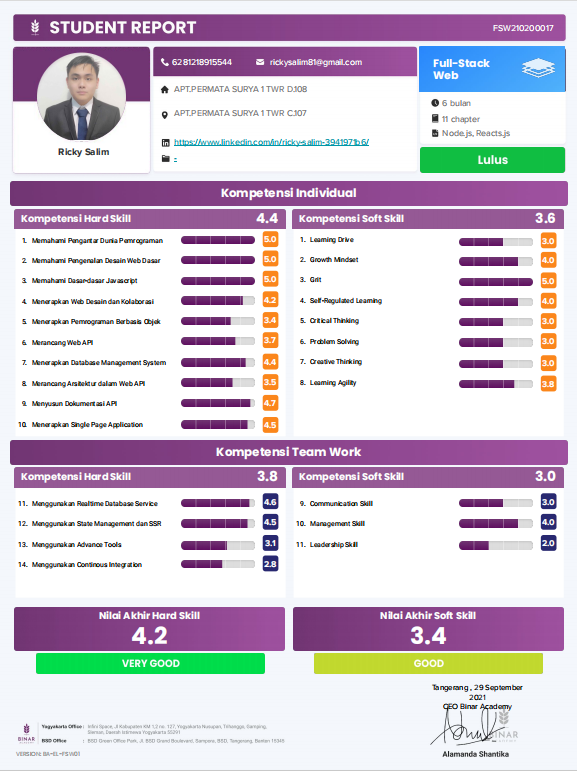 STUDENT REPORT
FSW210200017
6281218915544
rickysalim81@gmail.com
APT.PERMATA SURYA 1 TWR D.108
APT.PERMATA SURYA 1 TWR C.107
https://www.linkedin.com/in/ricky-salim-3941971b6/
-
Ricky Salim
Full-Stack
Web
6 bulan
11 chapter
Node.js, Reacts.js
Lulus
Kompetensi Individual
Kompetensi Hard Skill 4.4
1. Memahami Pengantar Dunia Pemrograman 5.0
2. Memahami Pengenalan Desain Web Dasar 5.0
3. Memahami Dasar-dasar Javascript 5.0
4. Menerapkan Web Desain dan Kolaborasi 4.2
5. Menerapkan Pemrograman Berbasis Objek 3.4
6. Merancang Web API 3.7
7. Menerapkan Database Management System 4.4
8. Merancang Arsitektur dalam Web API 3.5
9. Menyusun Dokumentasi API 4.7
10. Menerapkan Single Page Application 4.5
Kompetensi Soft Skill 3.6
1. Learning Drive 3.0
2. Growth Mindset 4.0
3. Grit 5.0
4. Self-Regulated Learning 4.0
5. Critical Thinking 3.0
6. Problem Solving 3.0
7. Creative Thinking 3.0
8. Learning Agility 3.8
Kompetensi Team Work
Kompetensi Hard Skill 3.8
11. Menggunakan Realtime Database Service 4.6
12. Menggunakan State Management dan SSR 4.5
13. Menggunakan Advance Tools 3.1
14. Menggunakan Continous Integration 2.8
Kompetensi Soft Skill 3.0
9. Communication Skill 3.0
10. Management Skill 4.0
11. Leadership Skill 2.0
Nilai Akhir Hard Skill
4.2
VERY GOOD
Nilai Akhir Soft Skill
3.4
GOOD
Tangerang , 29 September
2021
CEO Binar Academy
BINAR
Alamanda Shantika
BINAR
Yogyakarta Office : Infini Space, Jl Kabupaten KM 1,2 no. 127, Yogyakarta Nusupan, Trihanggo, Gamping,
Sleman, Daerah Istimewa Yogyakarta 55291
BSD Office : BSD Green Office Park, Jl. BSD Grand Boulevard, Sampora, BSD, Tangerang, Banten 15345
VERSION: BA-EL-FSW01